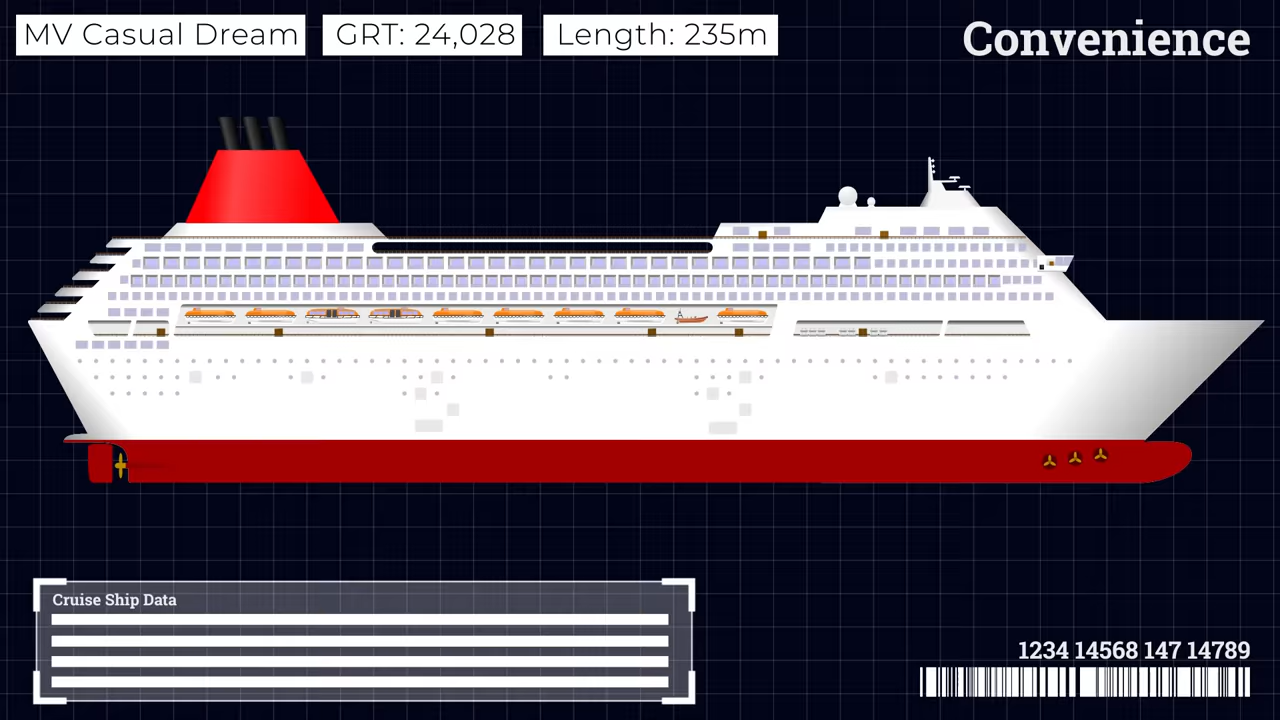 MV Casual Dream
GRT: 24,028
Length: 235m
Convenience
Cruise Ship Data
1234 14568 147 14789